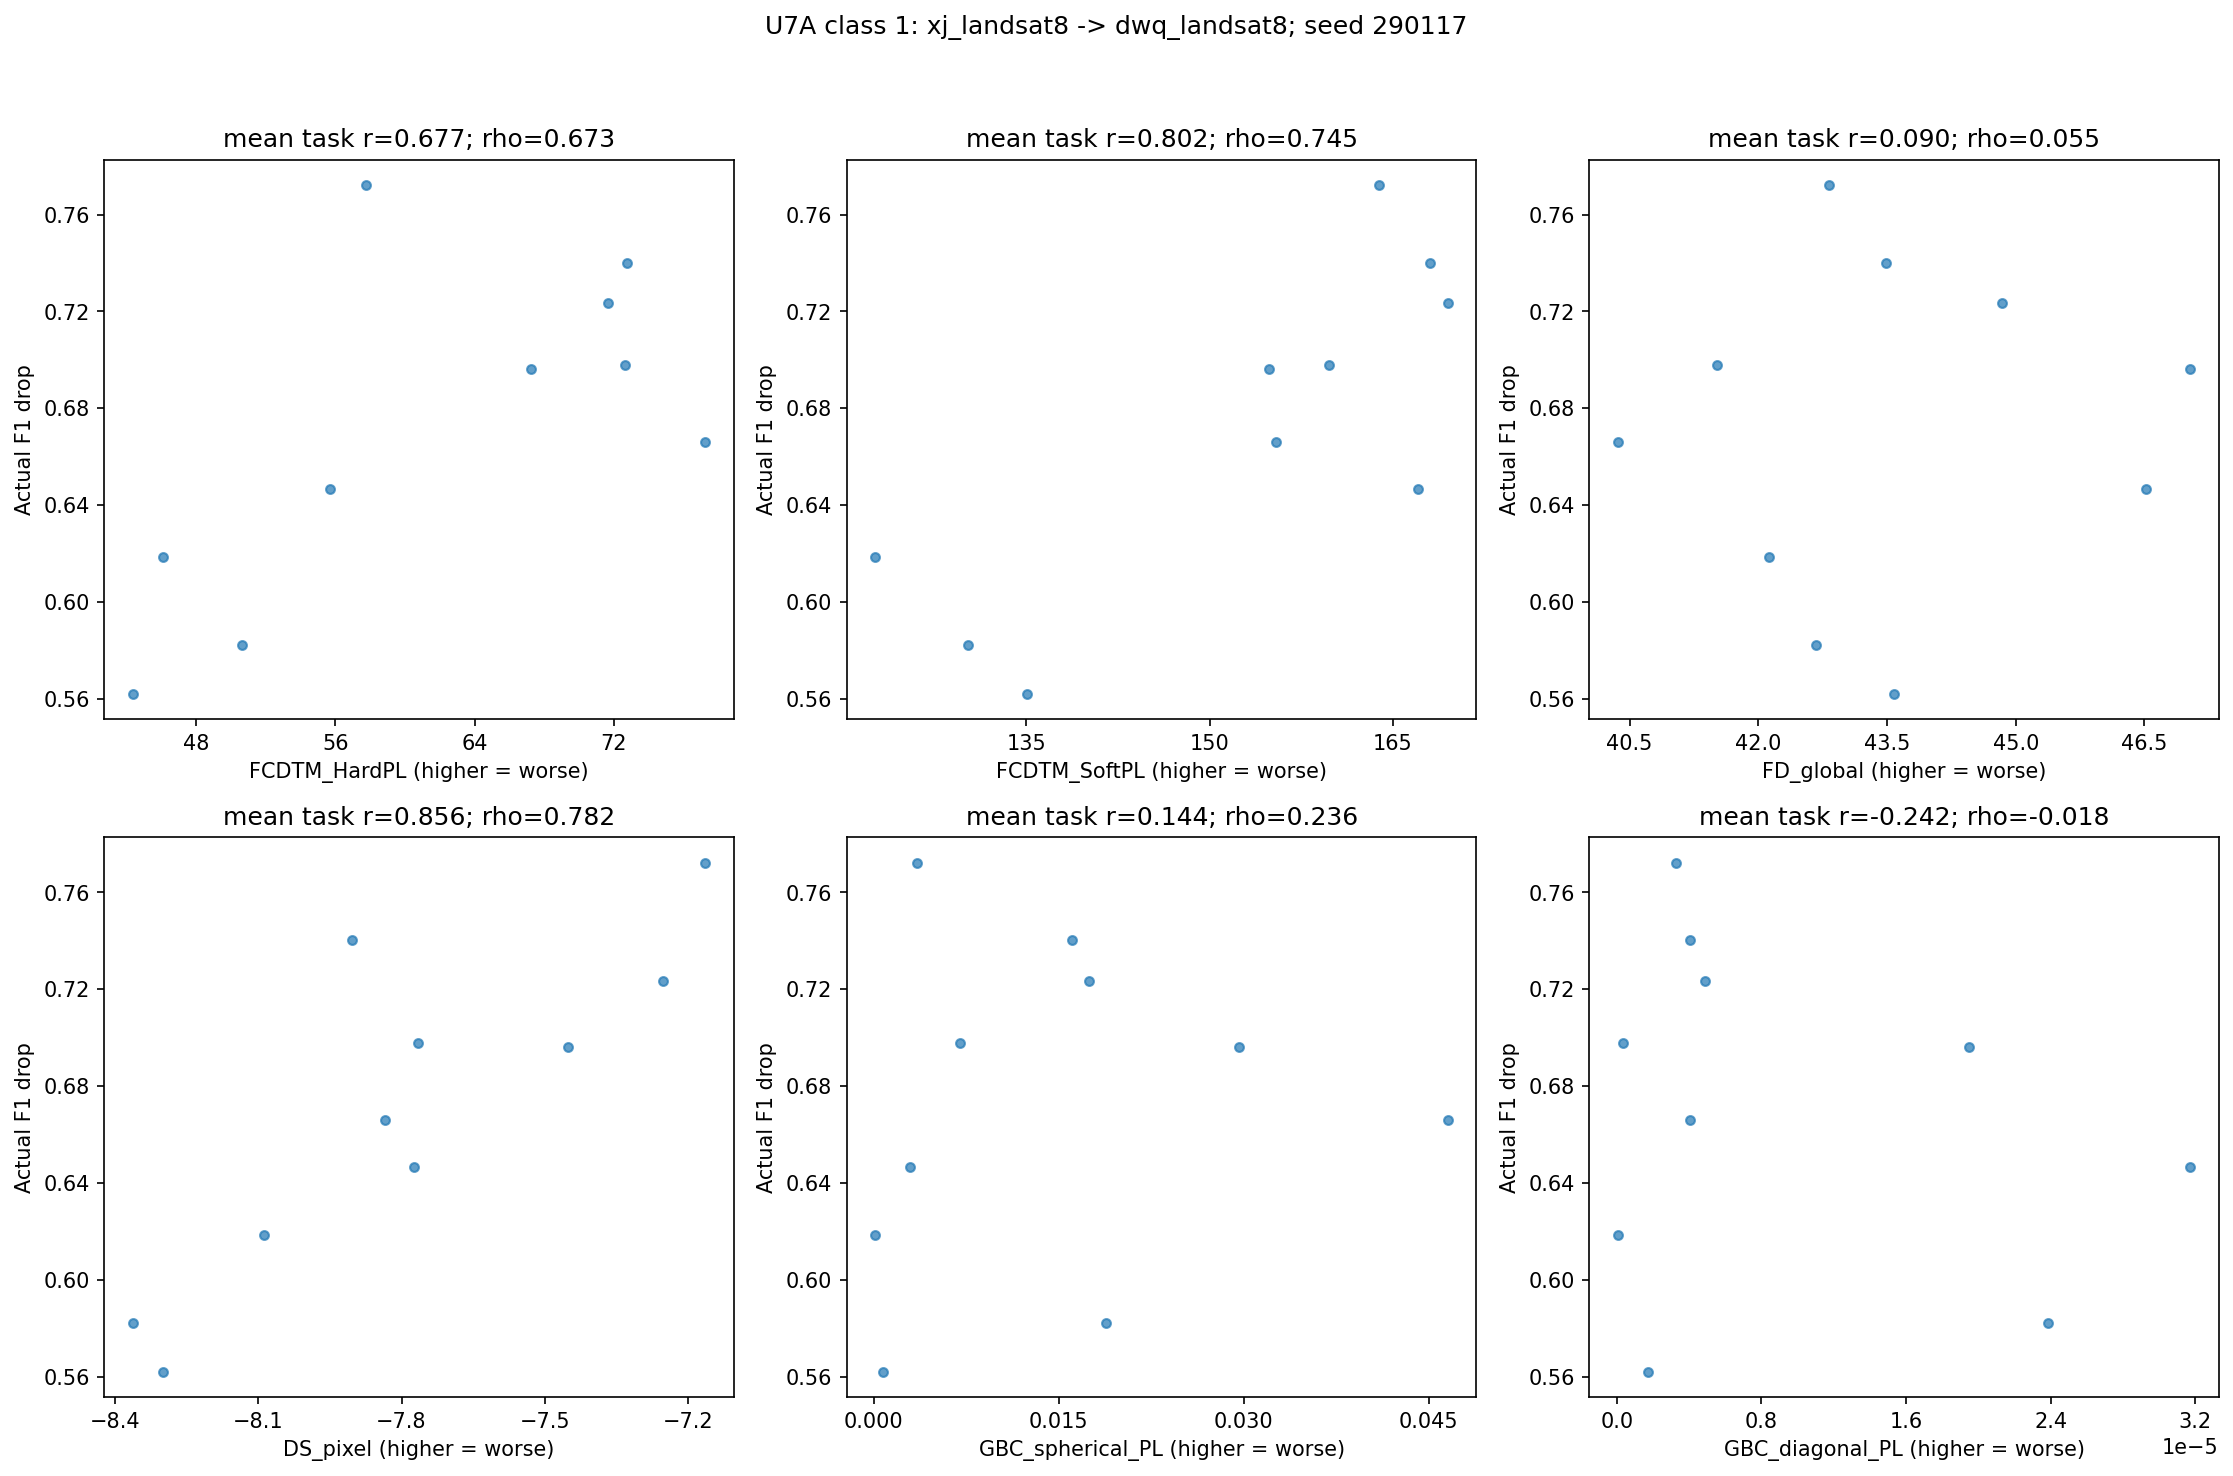 U7A class 1: xj_landsat8 -> dwq_landsat8; seed 290117
mean task r=0.677; rho=0.673
0.76
0.72
0.68
0.64
0.60
0.56
Actual F1 drop
48 56 64 72
FCDTM_HardPL (higher = worse)
mean task r=0.802; rho=0.745
0.76
0.72
0.68
0.64
0.60
0.56
Actual F1 drop
135 150 165
FCDTM_SoftPL (higher = worse)
mean task r=0.090; rho=0.055
0.76
0.72
0.68
0.64
0.60
0.56
Actual F1 drop
40.5 42.0 43.5 45.0 46.5
FD_global (higher = worse)
mean task r=0.856; rho=0.782
0.76
0.72
0.68
0.64
0.60
0.56
Actual F1 drop
−8.4 −8.1 −7.8 −7.5 −7.2
DS_pixel (higher = worse)
mean task r=0.144; rho=0.236
0.76
0.72
0.68
0.64
0.60
0.56
Actual F1 drop
0.000 0.015 0.030 0.045
GBC_spherical_PL (higher = worse)
mean task r=-0.242; rho=-0.018
0.76
0.72
0.68
0.64
0.60
0.56
Actual F1 drop
0.0 0.8 1.6 2.4 3.2
1e−5
GBC_diagonal_PL (higher = worse)